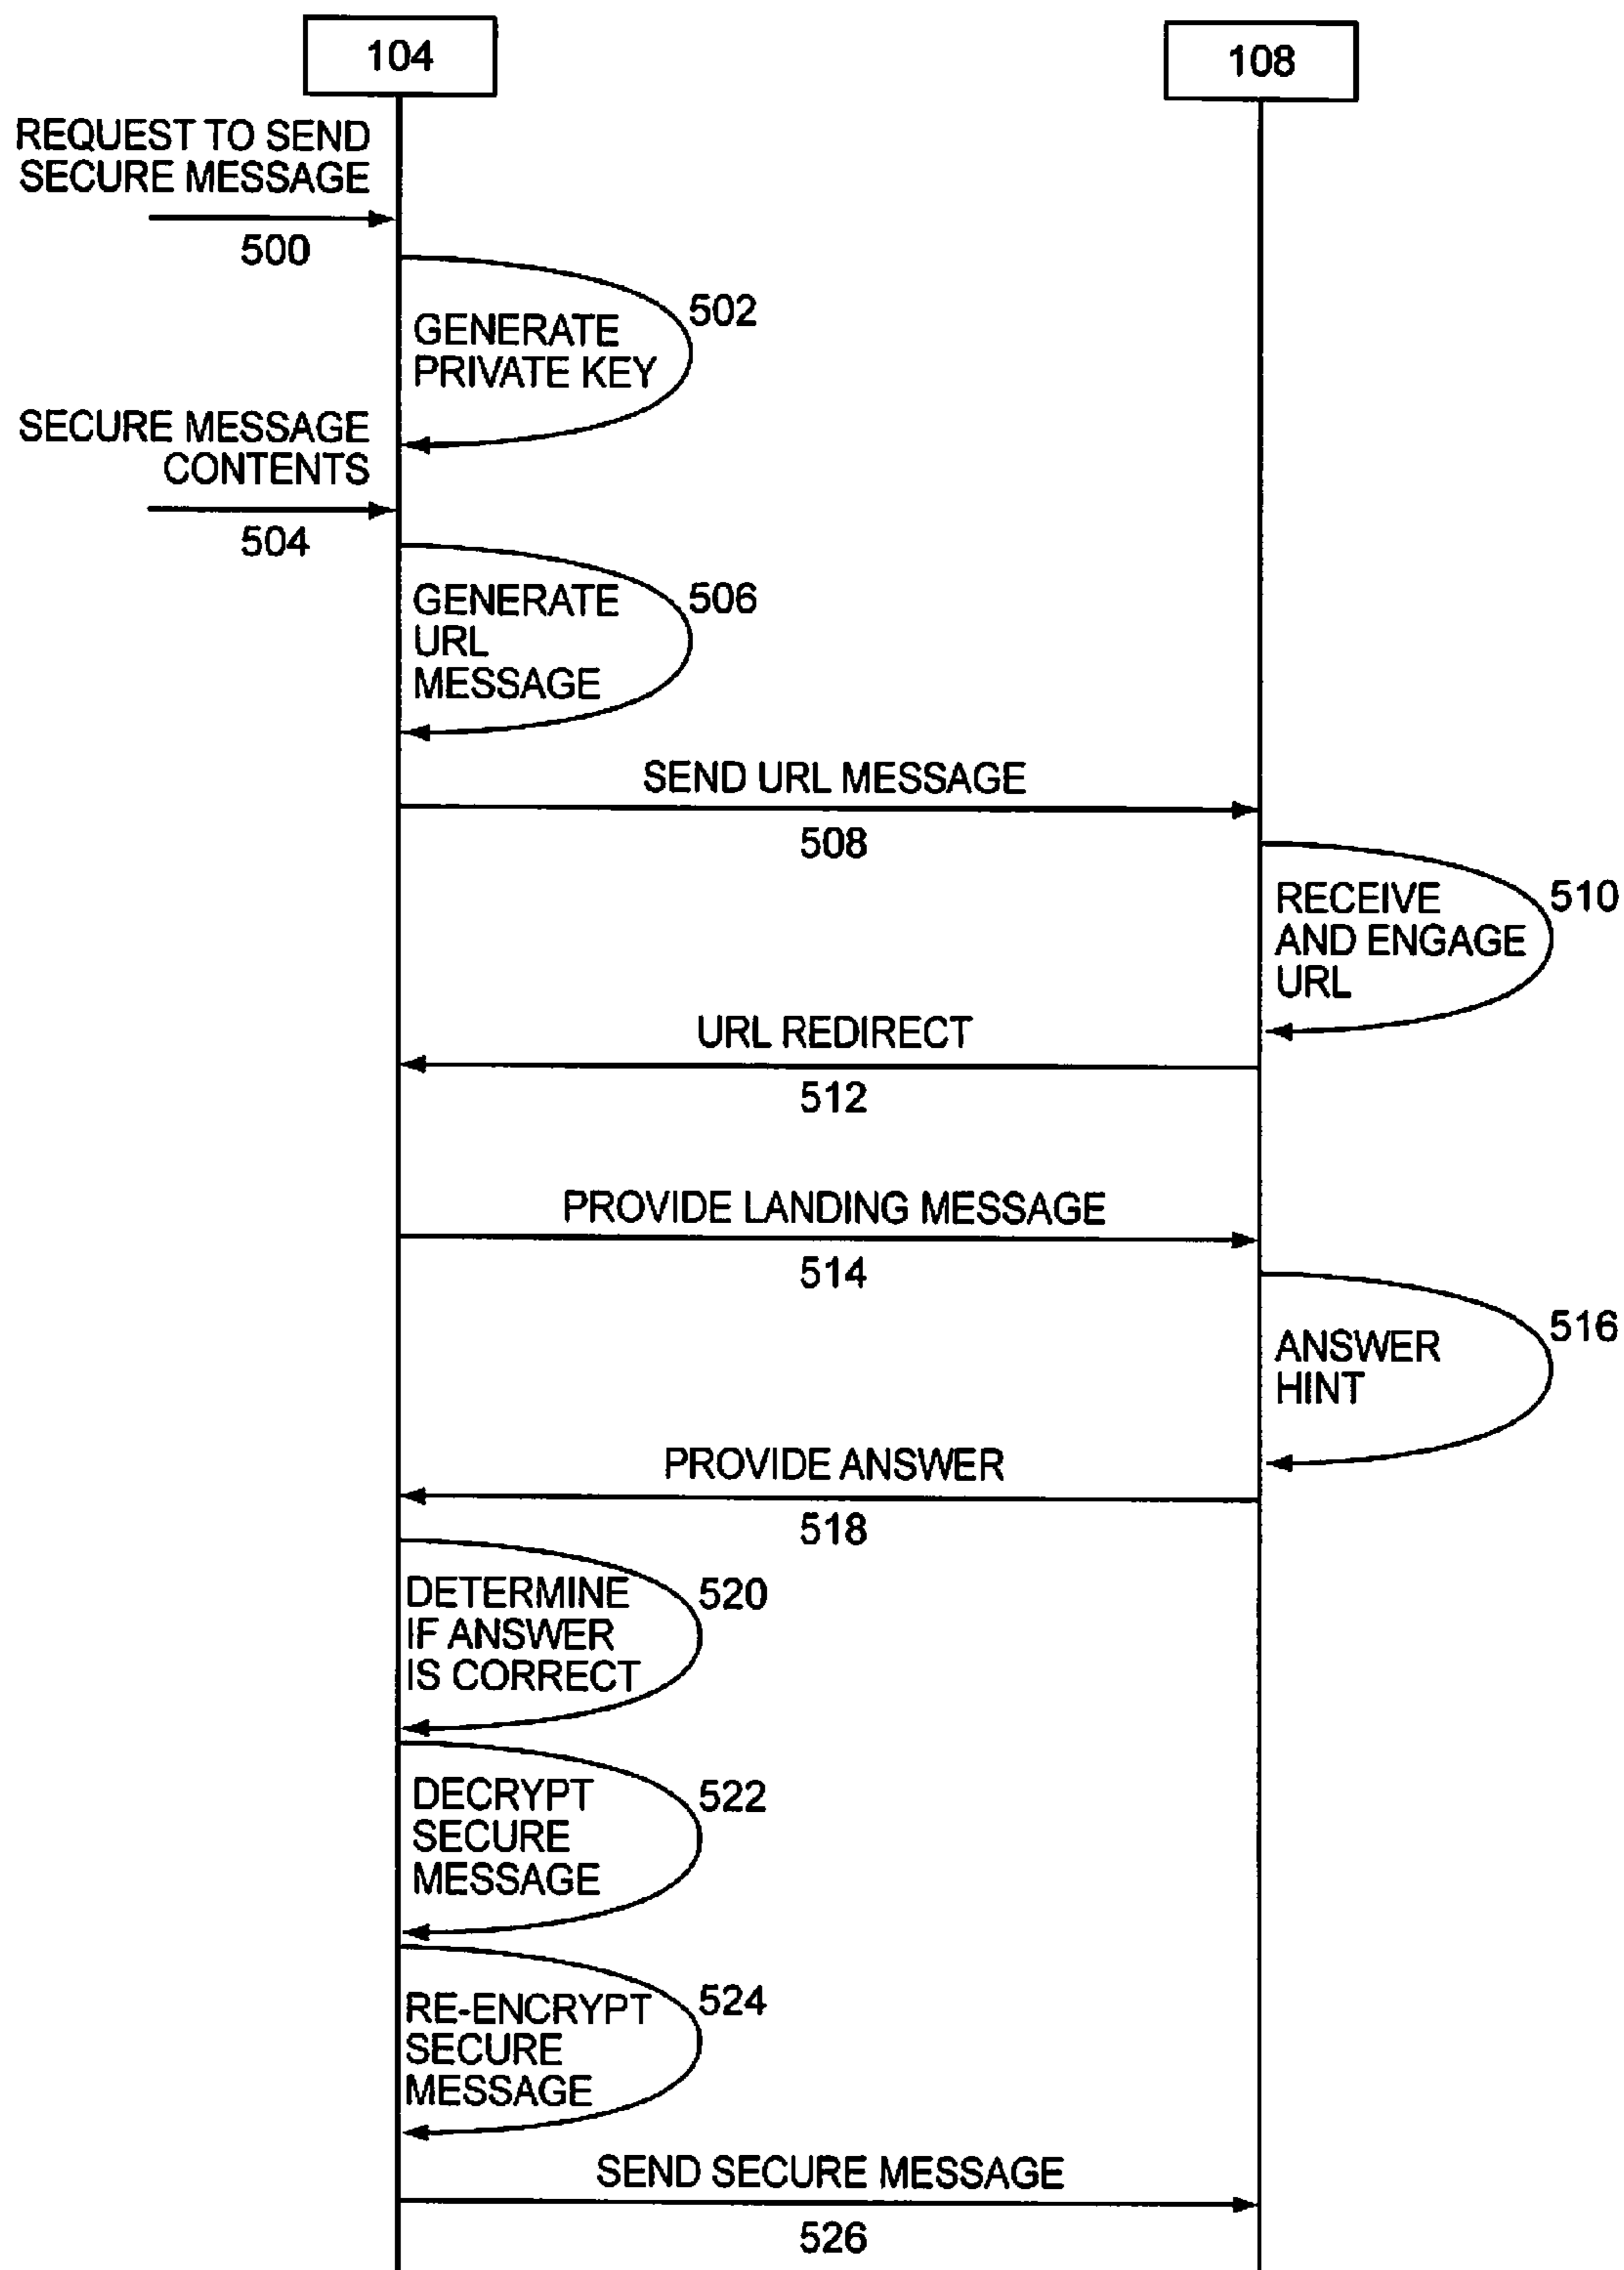 104
108
REQUEST TO SEND
SECURE MESSAGE
500
502
GENERATE
PRIVATE KEY
SECURE MESSAGE
CONTENTS
504
506
GENERATE
URL
MESSAGE
SEND URL MESSAGE
508
510
RECEIVE
AND ENGAGE
URL
URL REDIRECT
512
PROVIDE LANDING MESSAGE
514
516
ANSWER
HINT
PROVIDE ANSWER
518
520
DETERMINE
IF ANSWER
IS CORRECT
522
DECRYPT
SECURE
MESSAGE
524
RE-ENCRYPT
SECURE
MESSAGE
SEND SECURE MESSAGE
526